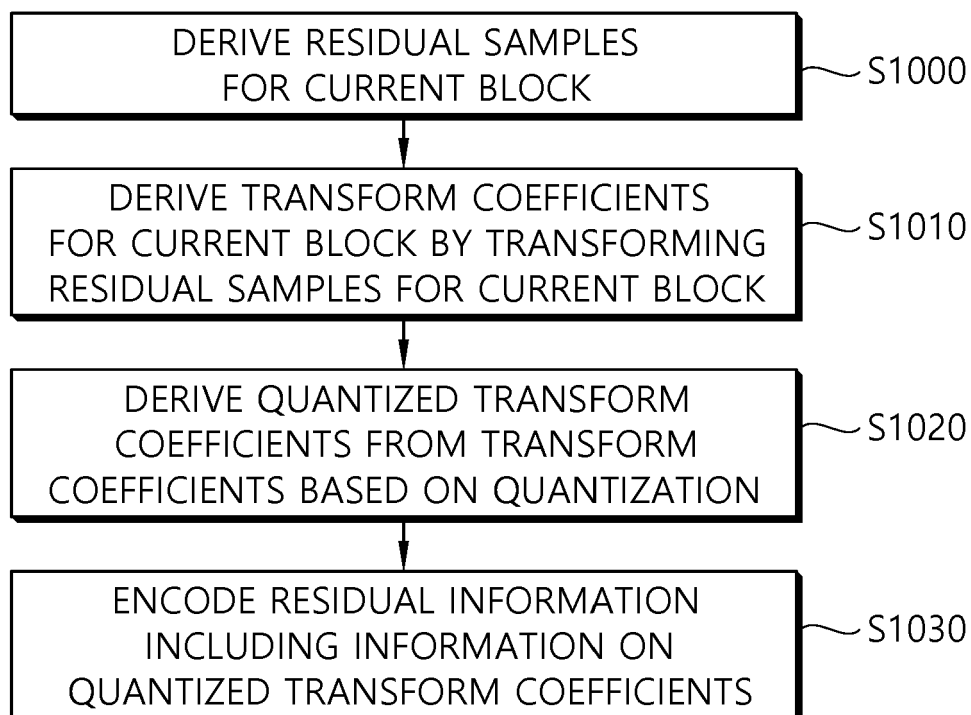 DERIVE RESIDUAL SAMPLES
FOR CURRENT BLOCK
S1000
DERIVE TRANSFORM COEFFICIENTS
FOR CURRENT BLOCK BY TRANSFORMING
RESIDUAL SAMPLES FOR CURRENT BLOCK
S1010
DERIVE QUANTIZED TRANSFORM
COEFFICIENTS FROM TRANSFORM
COEFFICIENTS BASED ON QUANTIZATION
S1020
ENCODE RESIDUAL INFORMATION
INCLUDING INFORMATION ON
QUANTIZED TRANSFORM COEFFICIENTS
S1030